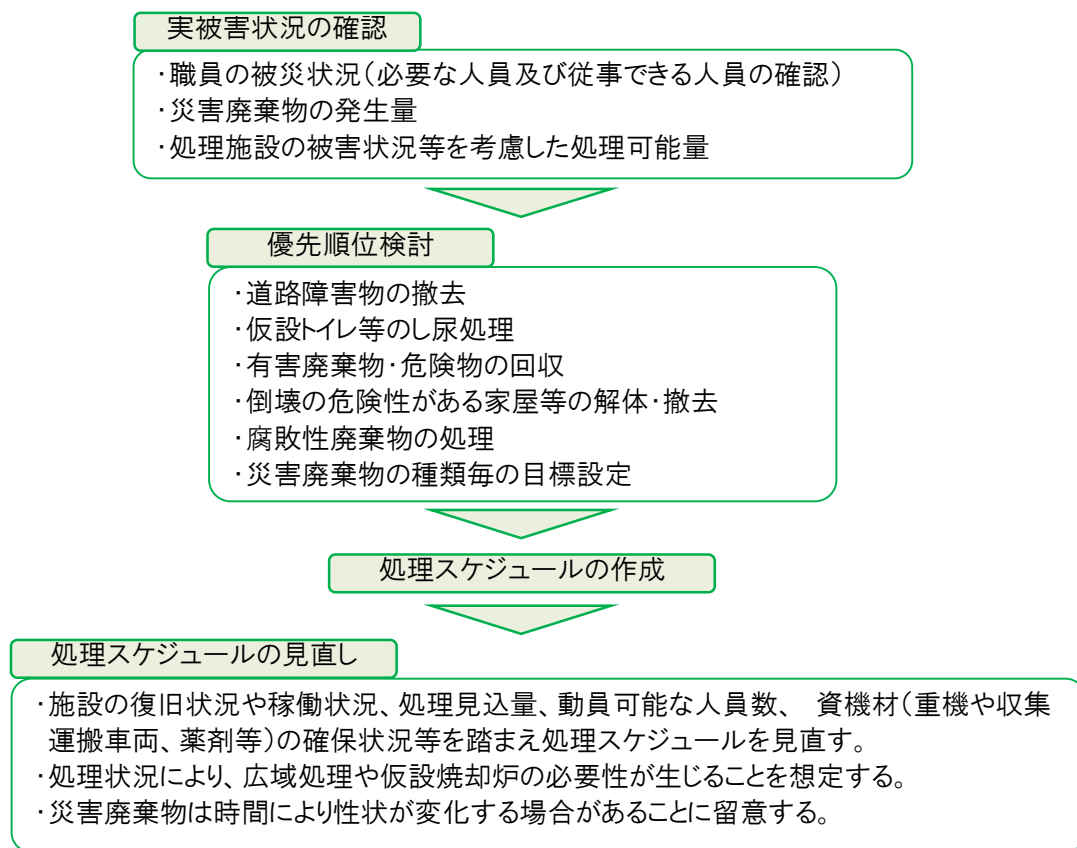 実被害状況の確認
・職員の被災状況（必要な人員及び従事できる人員の確認）
・災害廃棄物の発生量
・処理施設の被害状況等を考慮した処理可能量
優先順位検討
・道路障害物の撤去
・仮設トイレ等のし尿処理
・有害廃棄物・危険物の回収
・倒壊の危険性がある家屋等の解体・撤去
・腐敗性廃棄物の処理
・災害廃棄物の種類毎の目標設定
処理スケジュールの作成
処理スケジュールの見直し
・施設の復旧状況や稼働状況、処理見込量、動員可能な人員数、　資機材（重機や収集
運搬車両、薬剤等）の確保状況等を踏まえ処理スケジュールを見直す。
・処理状況により、広域処理や仮設焼却炉の必要性が生じることを想定する。
・災害廃棄物は時間により性状が変化する場合があることに留意する。